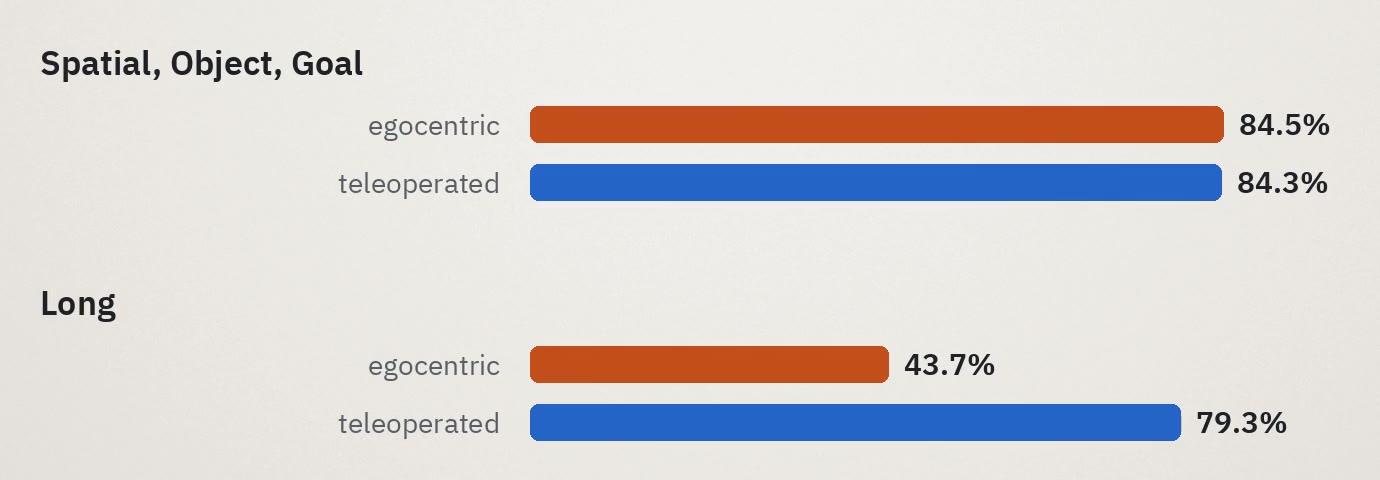 Spatial, Object, Goal
egocentric 84.5%
teleoperated 84.3%
Long
egocentric 43.7%
teleoperated 79.3%